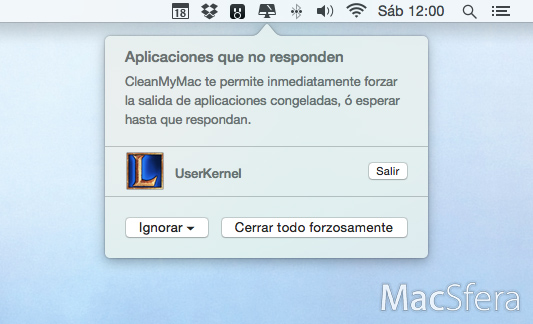 18
Sáb 12:00
Aplicaciones que no responden
CleanMyMac te permite inmediatamente forzar
la salida de aplicaciones congeladas, ó esperar
hasta que respondan.
L
UserKernel
Salir
Ignorar
Cerrar todo forzosamente
MacSfera